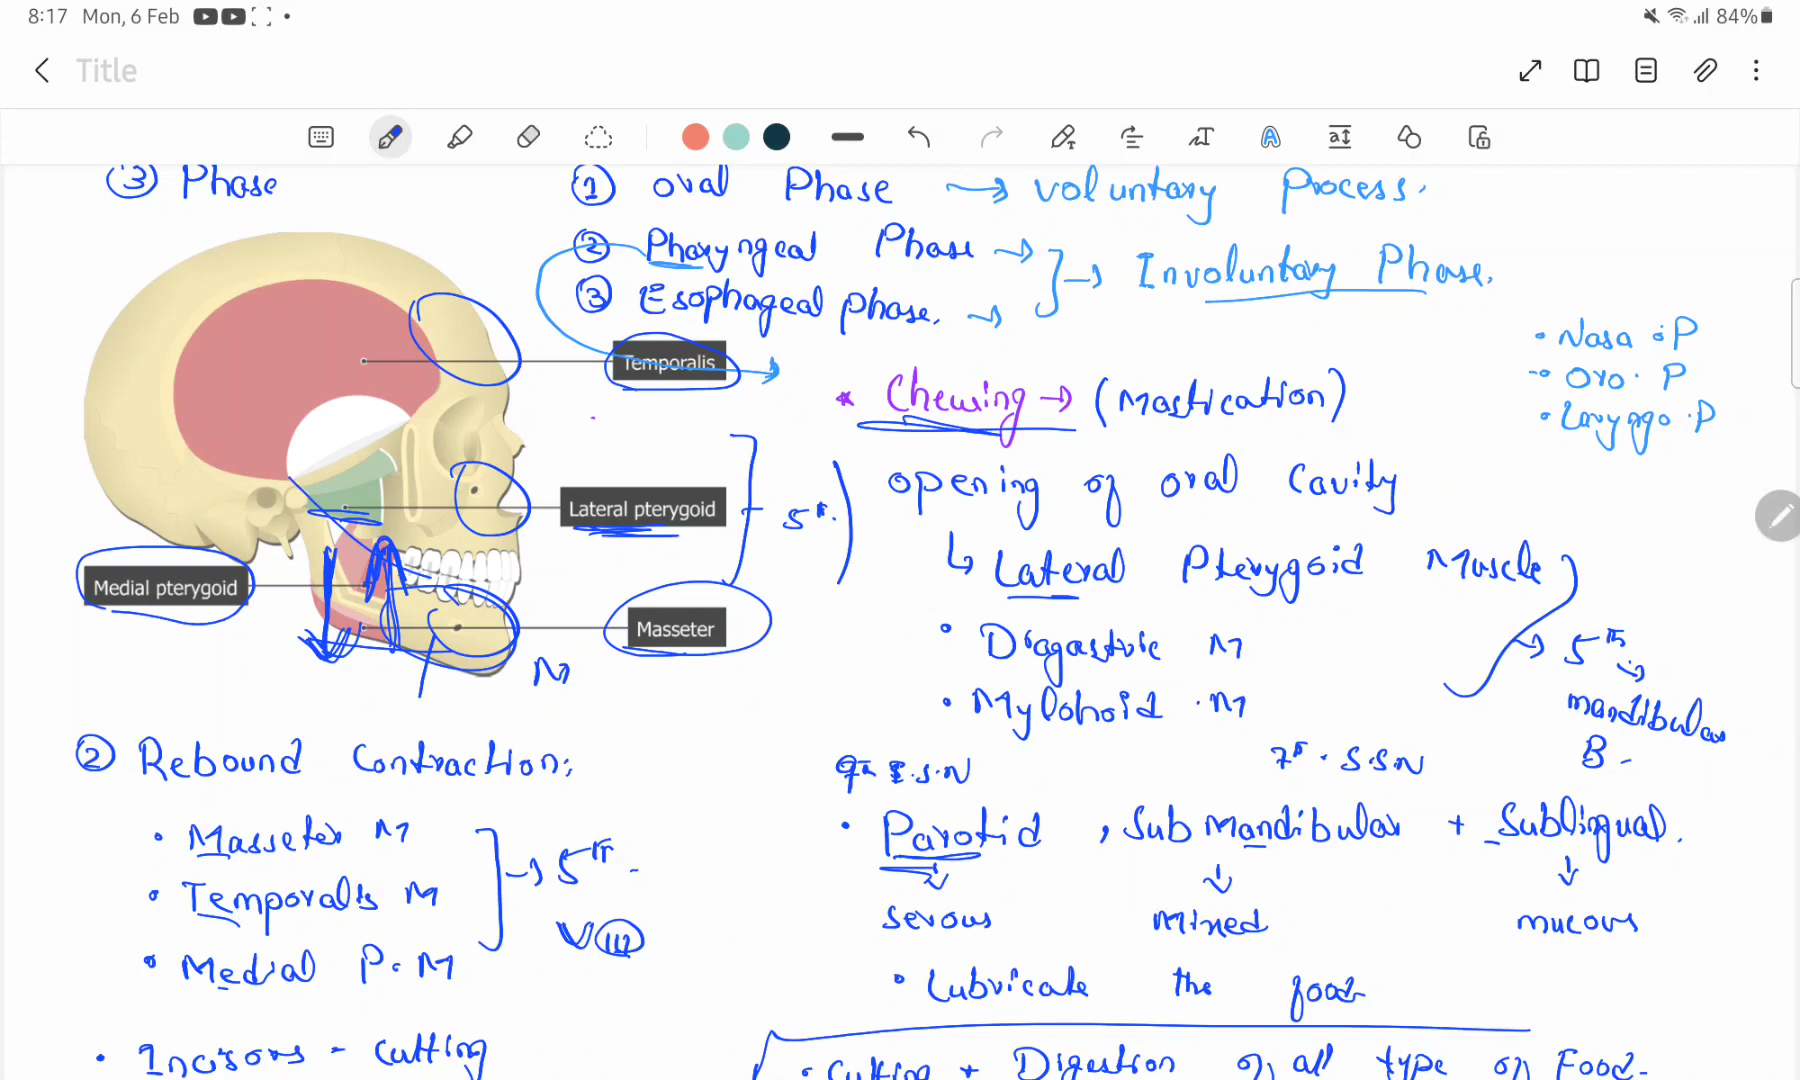 8:17 Mon, 6 Feb
84%
Title
③ Phase
① oral Phase → voluntary Process.
② Pharyngeal Phase →
③ Esophageal phase. →
→ Involuntary Phase.
Temporalis
• Nasa • P
• Oro • P
• Laryngo • P
* Chewing → (Mastication)
opening of oral cavity
Lateral pterygoid
5th.
↳ Lateral Pterygoid Muscle
Medial pterygoid
Masseter
M
• Diagastric M
• Mylohoid . M
→ 5th
mandibular
B -
② Rebound Contraction;
• Masseter M
• Temporalis M
• Medial P. M
→ 5th -
V III
9th I.S.N
7th . S.S.N
• Parotid , Sub Mandibular + Sublingual.
Serous
Mixed
mucous
• Lubricate the food
• Incisors - cutting
• Cutting + Digestion of all type of Food-